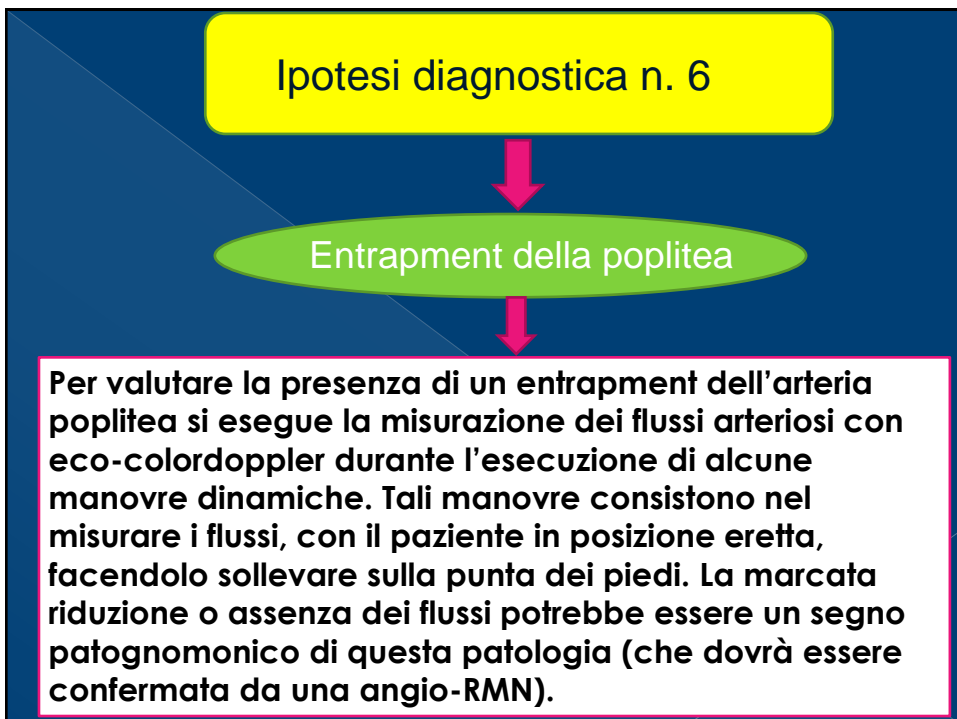 Ipotesi diagnostica n. 6
Entrapment della poplitea
Per valutare la presenza di un entrapment dell’arteria
poplitea si esegue la misurazione dei flussi arteriosi con
eco-colordoppler durante l’esecuzione di alcune
manovre dinamiche. Tali manovre consistono nel
misurare i flussi, con il paziente in posizione eretta,
facendolo sollevare sulla punta dei piedi. La marcata
riduzione o assenza dei flussi potrebbe essere un segno
patognomonico di questa patologia (che dovrà essere
confermata da una angio-RMN).